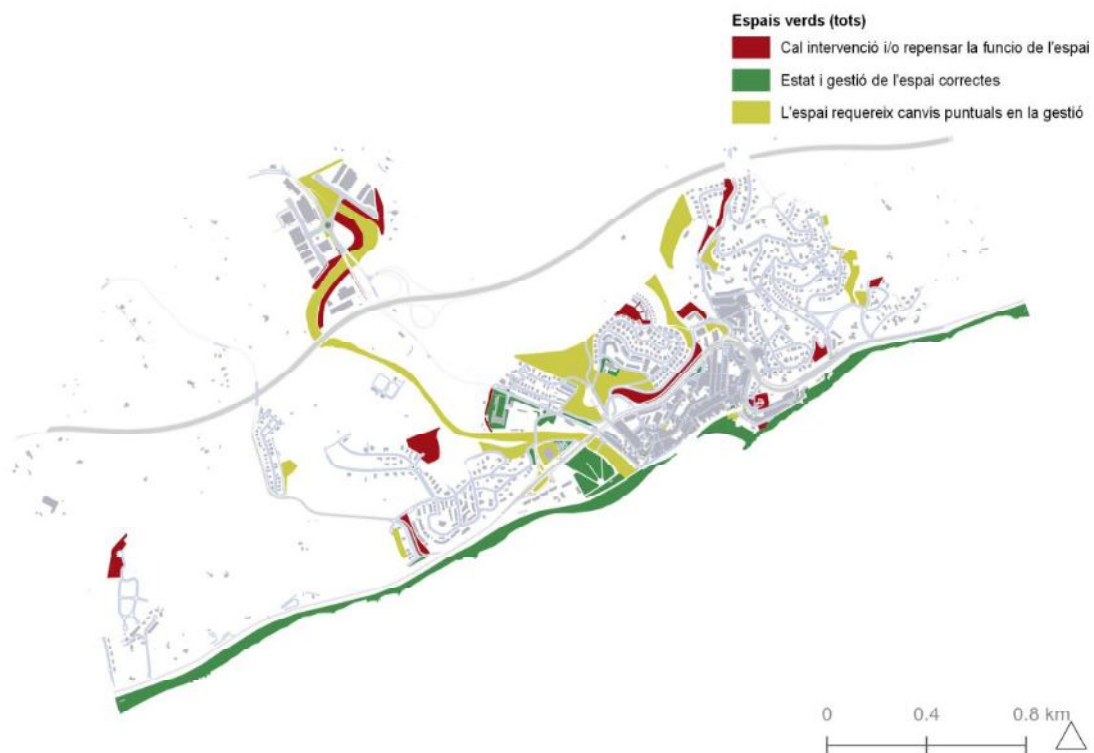 Espais verds (tots)
Cal intervenció i/o repensar la funcio de l'espai
Estat i gestió de l'espai correctes
L'espai requereix canvis puntuals en la gestió
0 0.4 0.8 km